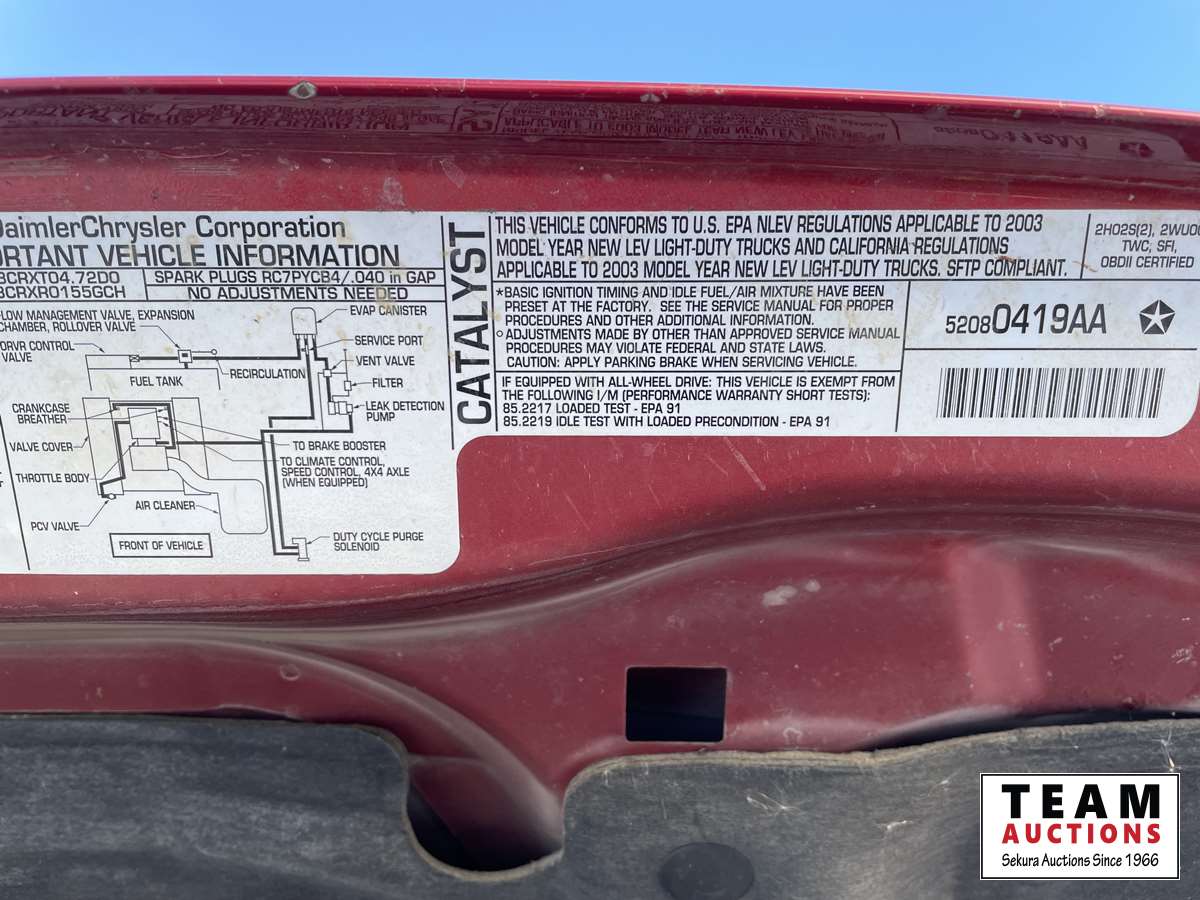 DaimlerChrysler Corporation
ORTANT VEHICLE INFORMATION
3CRXT04.72D0
3CRXR0155GCH
SPARK PLUGS RC7PYCB4/.040 in GAP
NO ADJUSTMENTS NEEDED
FLOW MANAGEMENT VALVE, EXPANSION
CHAMBER, ROLLOVER VALVE
ORVR CONTROL
VALVE
FUEL TANK
RECIRCULATION
EVAP CANISTER
SERVICE PORT
VENT VALVE
FILTER
LEAK DETECTION
PUMP
CRANKCASE
BREATHER
VALVE COVER
THROTTLE BODY
PCV VALVE
AIR CLEANER
TO BRAKE BOOSTER
TO CLIMATE CONTROL,
SPEED CONTROL, 4X4 AXLE
(WHEN EQUIPPED)
FRONT OF VEHICLE
DUTY CYCLE PURGE
SOLENOID
CATALYST
THIS VEHICLE CONFORMS TO U.S. EPA NLEV REGULATIONS APPLICABLE TO 2003
MODEL YEAR NEW LEV LIGHT-DUTY TRUCKS AND CALIFORNIA REGULATIONS
APPLICABLE TO 2003 MODEL YEAR NEW LEV LIGHT-DUTY TRUCKS. SFTP COMPLIANT.
2HO2S(2), 2WU
TWC, SFI,
OBDII CERTIFIED
*BASIC IGNITION TIMING AND IDLE FUEL/AIR MIXTURE HAVE BEEN
PRESET AT THE FACTORY. SEE THE SERVICE MANUAL FOR PROPER
PROCEDURES AND OTHER ADDITIONAL INFORMATION.
○ADJUSTMENTS MADE BY OTHER THAN APPROVED SERVICE MANUAL
PROCEDURES MAY VIOLATE FEDERAL AND STATE LAWS.
CAUTION: APPLY PARKING BRAKE WHEN SERVICING VEHICLE.
52080419AA
IF EQUIPPED WITH ALL-WHEEL DRIVE: THIS VEHICLE IS EXEMPT FROM
THE FOLLOWING I/M (PERFORMANCE WARRANTY SHORT TESTS):
85.2217 LOADED TEST - EPA 91
85.2219 IDLE TEST WITH LOADED PRECONDITION - EPA 91
TEAM
AUCTIONS
Sekura Auctions Since 1966